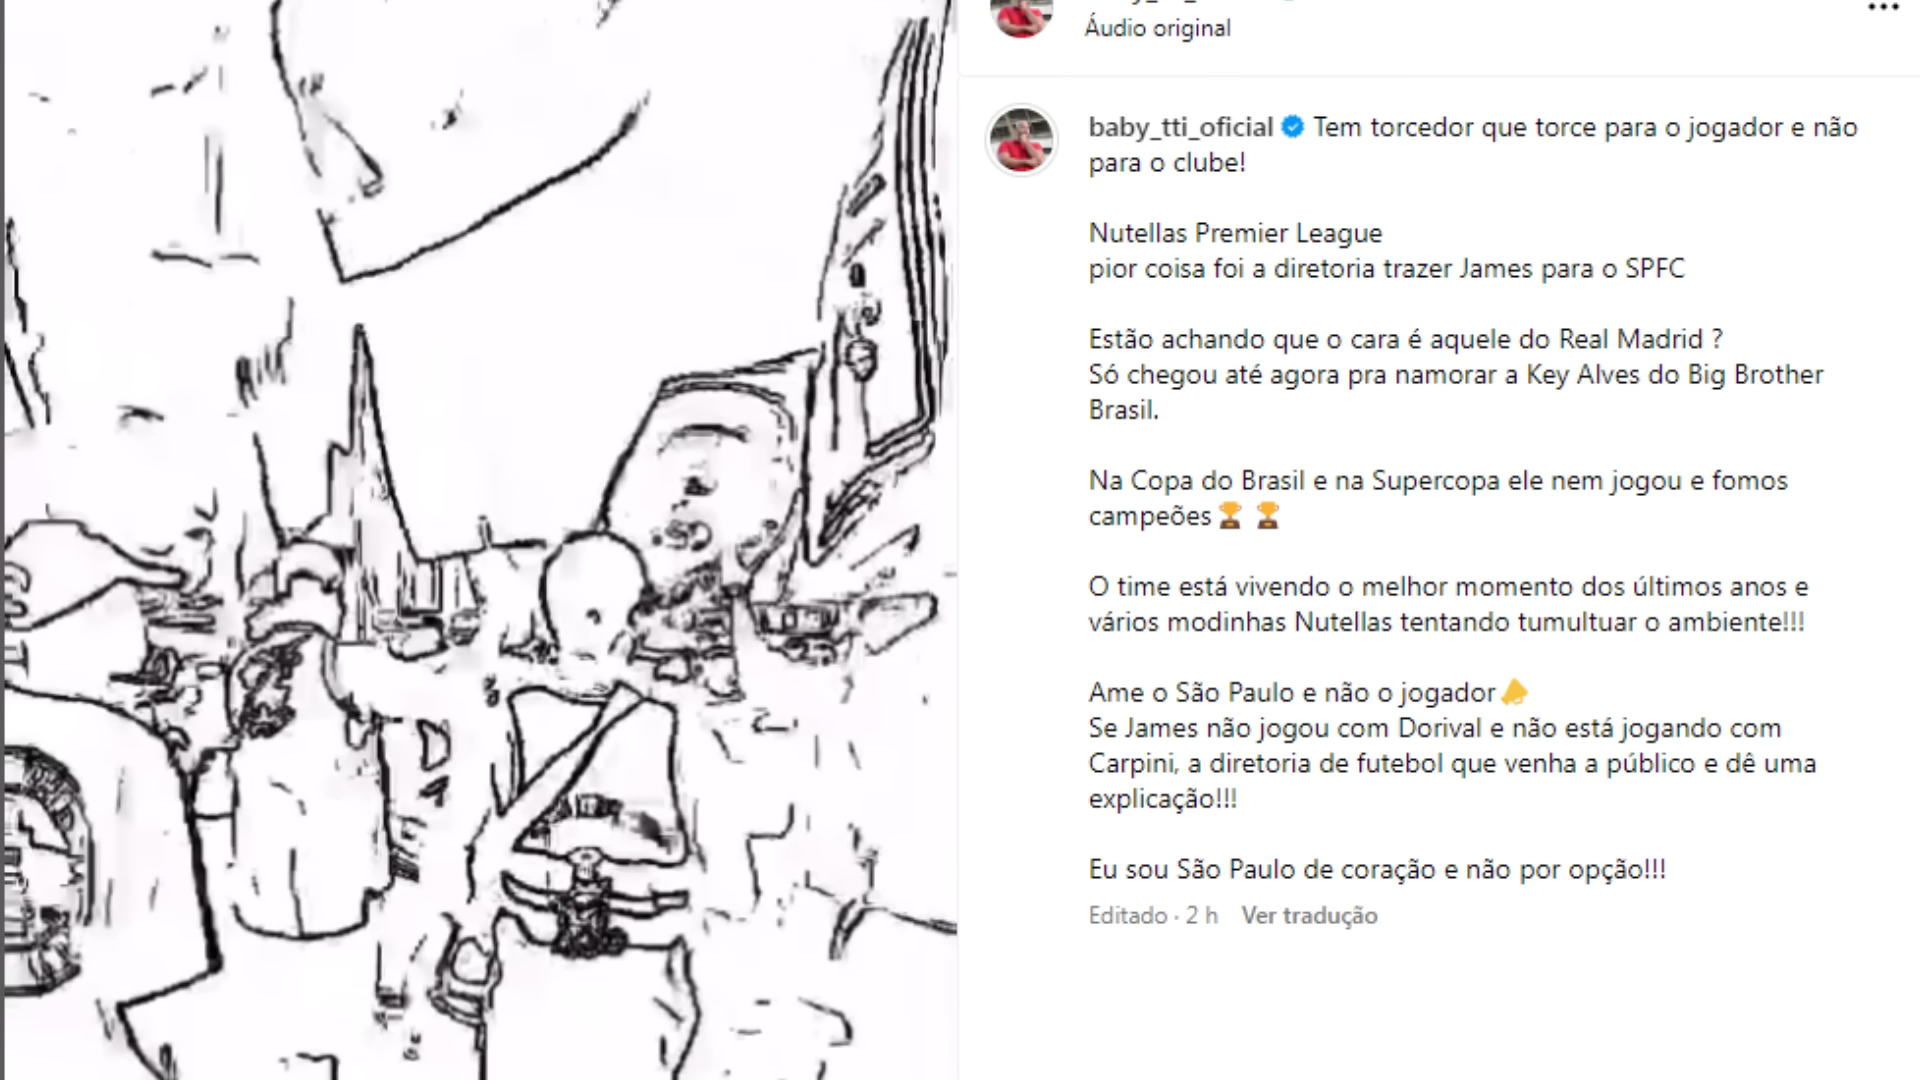 Áudio original
baby_tti_oficial Tem torcedor que torce para o jogador e não
para o clube!
Nutellas Premier League
pior coisa foi a diretoria trazer James para o SPFC
Estão achando que o cara é aquele do Real Madrid ?
Só chegou até agora pra namorar a Key Alves do Big Brother
Brasil.
Na Copa do Brasil e na Supercopa ele nem jogou e fomos
campeões🏆 🏆
O time está vivendo o melhor momento dos últimos anos e
vários modinhas Nutellas tentando tumultuar o ambiente!!!
Ame o São Paulo e não o jogador📣
Se James não jogou com Dorival e não está jogando com
Carpini, a diretoria de futebol que venha a público e dê uma
explicação!!!
Eu sou São Paulo de coração e não por opção!!!
Editado · 2 h Ver tradução